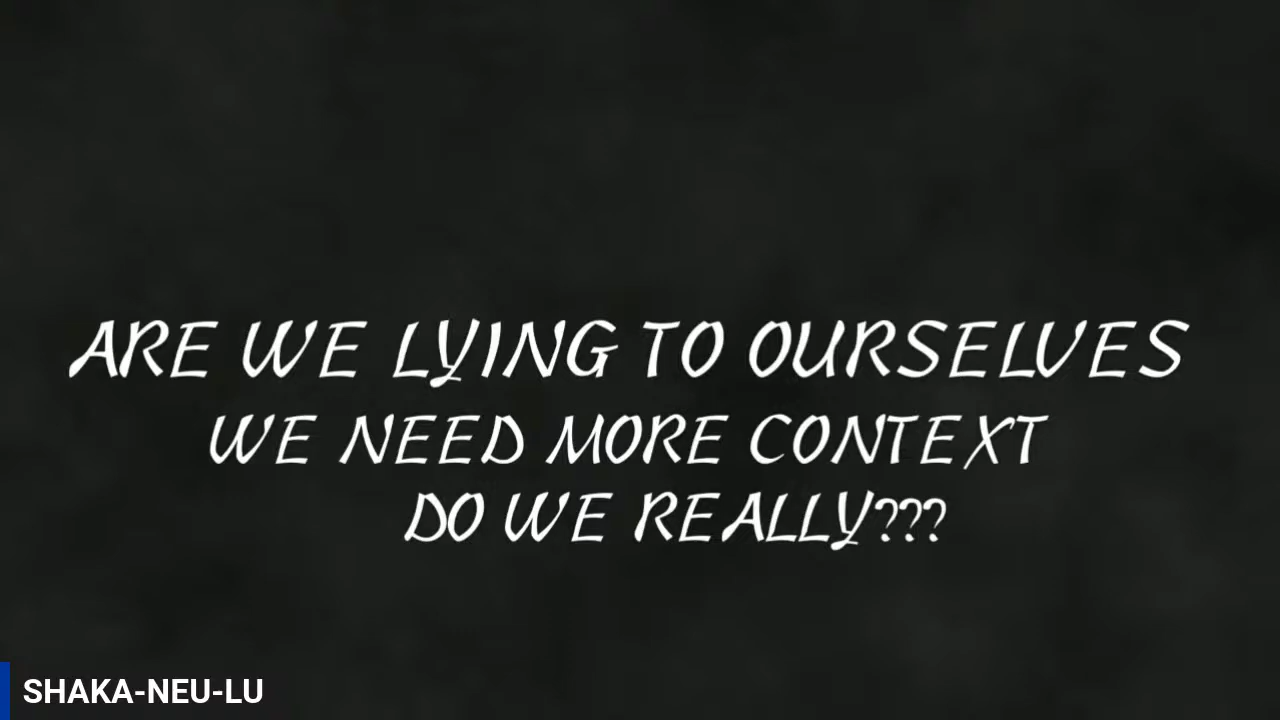 ARE WE LYING TO OURSELVES
WE NEED MORE CONTEXT
DO WE REALLY???
SHAKA-NEU-LU